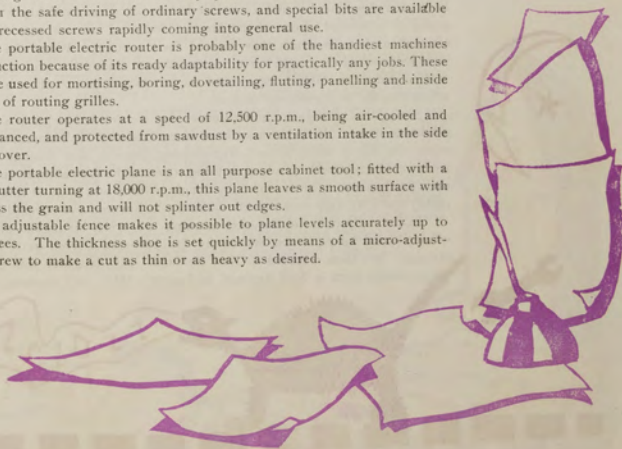 the safe driving of ordinary screws, and special bits are available
recessed screws rapidly coming into general use.
portable electric router is probably one of the handiest machines
because of its ready adaptability for practically any jobs. These
used for mortising, boring, dovetailing, fluting, panelling and inside
of routing grilles.
router operates at a speed of 12,500 r.p.m., being air-cooled and
and protected from sawdust by a ventilation intake in the side
portable electric plane is an all purpose cabinet tool; fitted with a
turning at 18,000 r.p.m., this plane leaves a smooth surface with
the grain and will not splinter out edges.
adjustable fence makes it possible to plane levels accurately up to
The thickness shoe is set quickly by means of a micro-adjust-
to make a cut as thin or as heavy as desired.